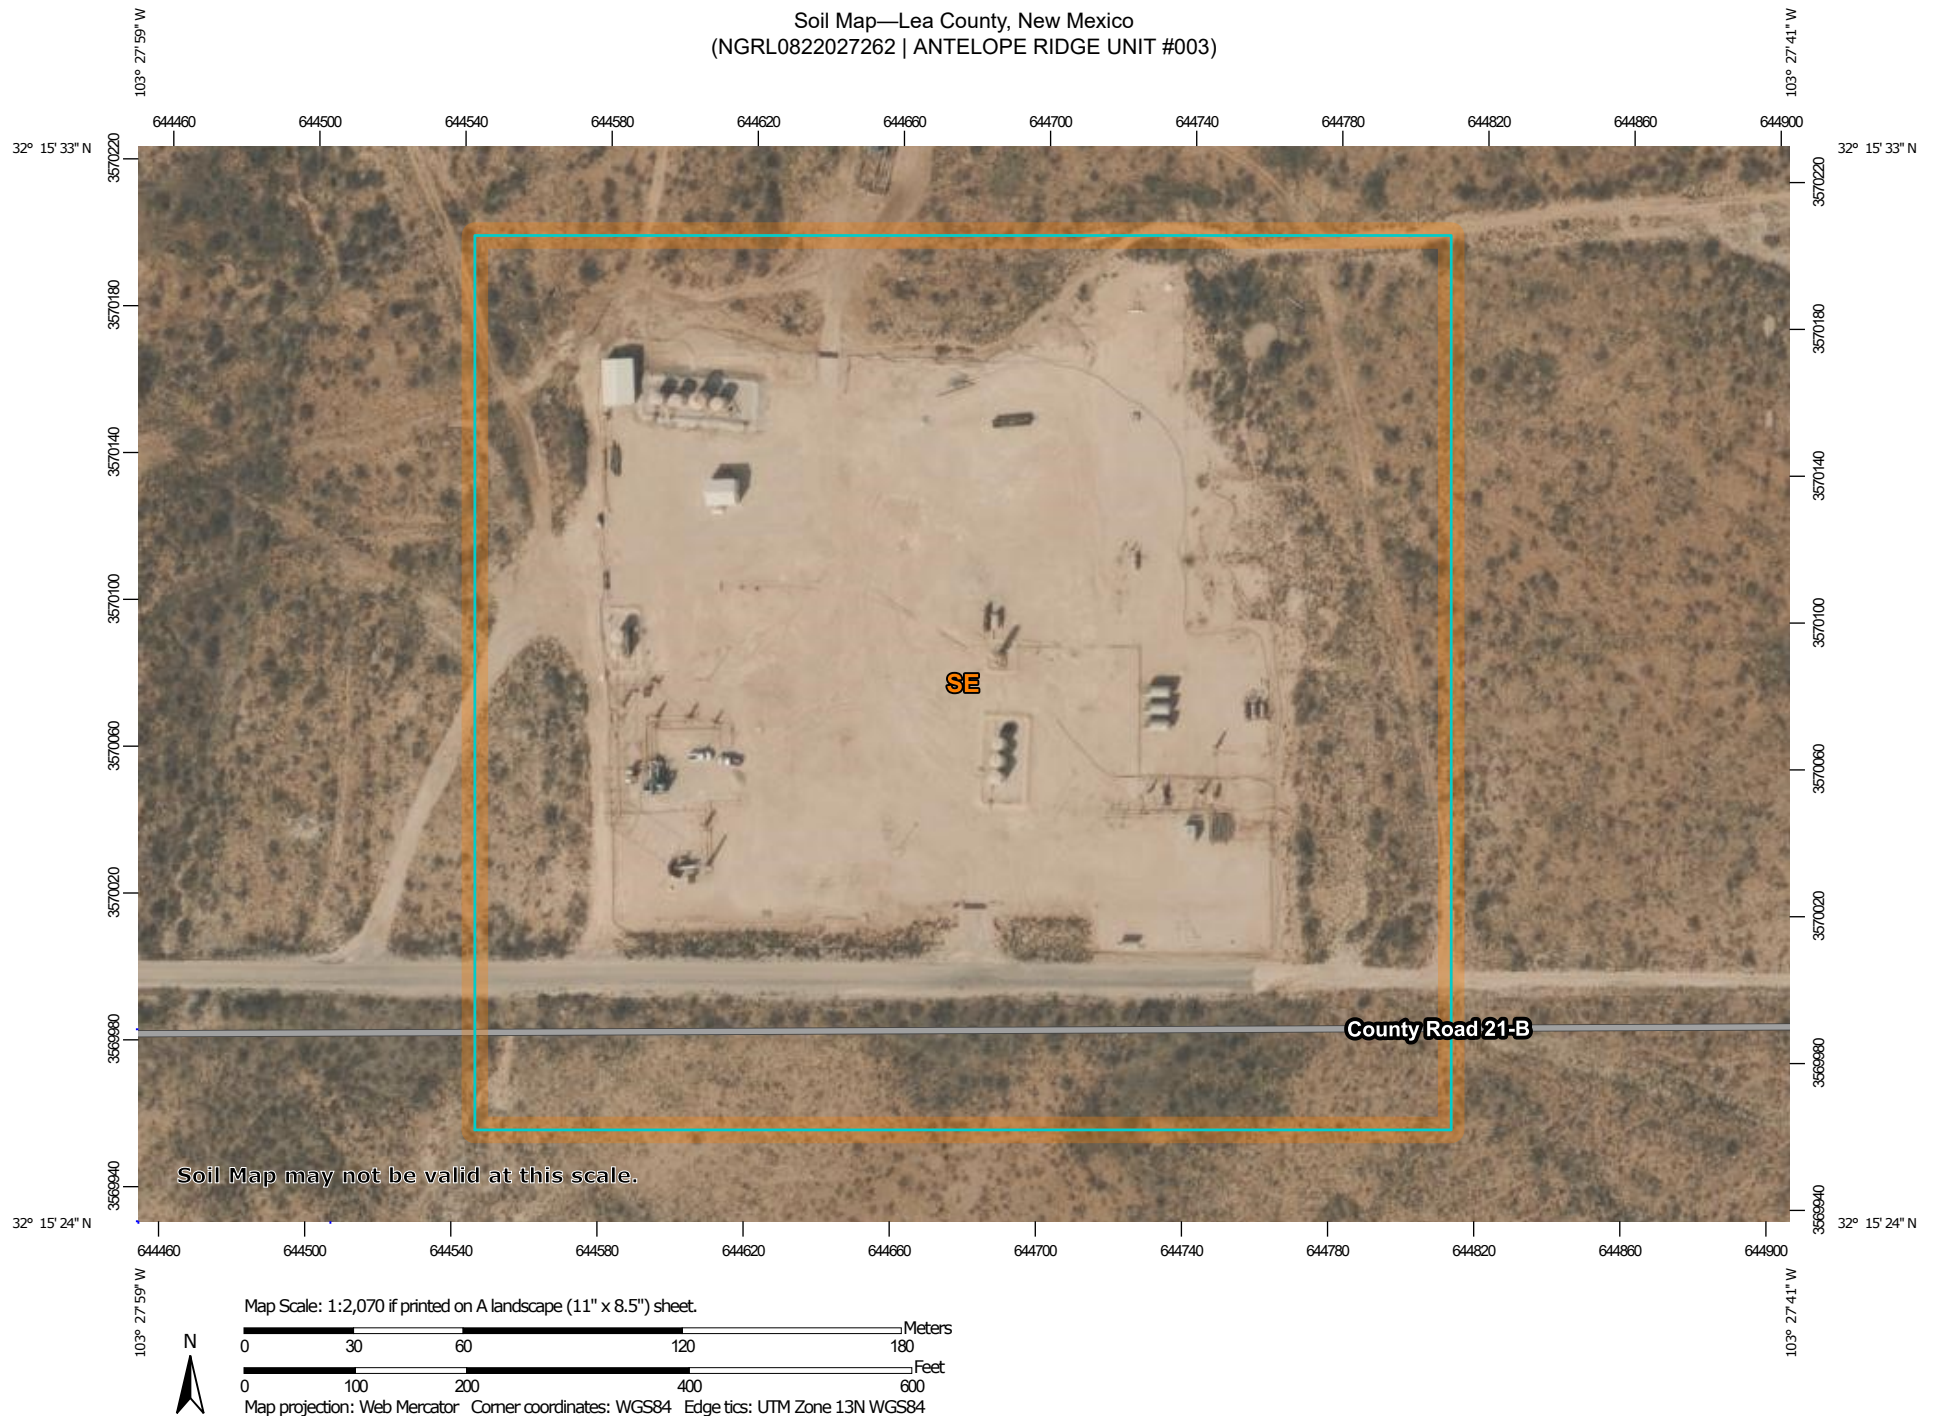 Soil Map—Lea County, New Mexico
(NGRL0822027262 | ANTELOPE RIDGE UNIT #003)
103° 27' 59" W
103° 27' 41" W
644460 644500 644540 644580 644620 644660 644700 644740 644780 644820 644860 644900
32° 15' 33" N
32° 15' 33" N
3570220
3570220
3570180
3570180
3570140
3570140
3570100
3570100
SE
3570060
3570060
3570020
3570020
County Road 21-B
3569980
3569980
Soil Map may not be valid at this scale.
3569940
3569940
32° 15' 24" N
32° 15' 24" N
644460 644500 644540 644580 644620 644660 644700 644740 644780 644820 644860 644900
103° 27' 59" W
103° 27' 41" W
Map Scale: 1:2,070 if printed on A landscape (11" x 8.5") sheet.
Meters
0 30 60 120 180
Feet
0 100 200 400 600
N
Map projection: Web Mercator Corner coordinates: WGS84 Edge tics: UTM Zone 13N WGS84